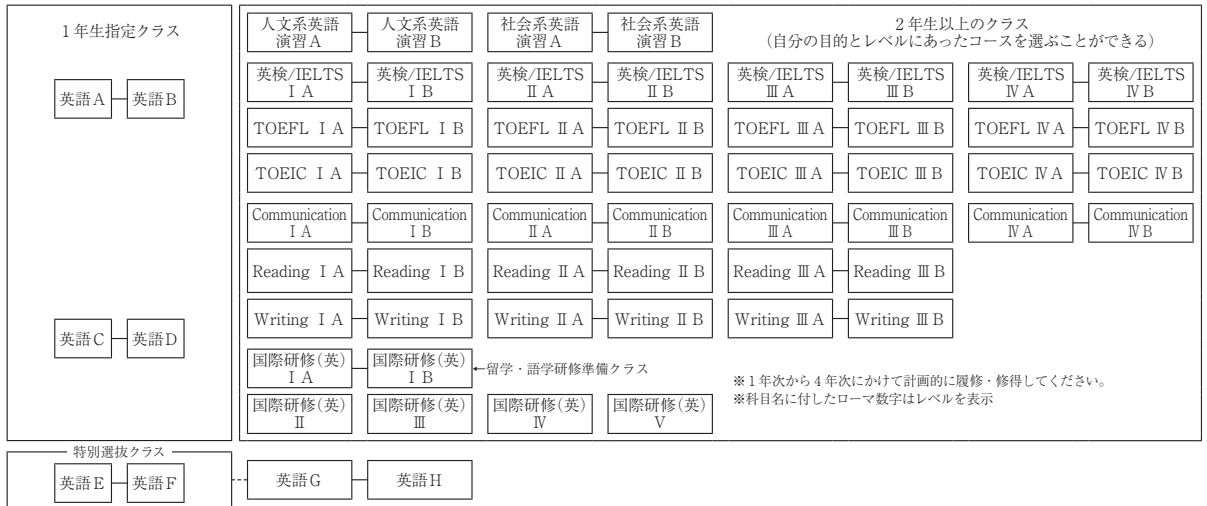 1年生指定クラス
英語A
英語B
英語C
英語D
人文系英語
演習A
人文系英語
演習B
社会系英語
演習A
社会系英語
演習B
2年生以上のクラス
（自分の目的とレベルにあったコースを選ぶことができる）
英検/IELTS
ⅠA
英検/IELTS
ⅠB
英検/IELTS
ⅡA
英検/IELTS
ⅡB
英検/IELTS
ⅢA
英検/IELTS
ⅢB
英検/IELTS
ⅣA
英検/IELTS
ⅣB
TOEFL ⅠA
TOEFL ⅠB
TOEFL ⅡA
TOEFL ⅡB
TOEFL ⅢA
TOEFL ⅢB
TOEFL ⅣA
TOEFL ⅣB
TOEIC ⅠA
TOEIC ⅠB
TOEIC ⅡA
TOEIC ⅡB
TOEIC ⅢA
TOEIC ⅢB
TOEIC ⅣA
TOEIC ⅣB
Communication
ⅠA
Communication
ⅠB
Communication
ⅡA
Communication
ⅡB
Communication
ⅢA
Communication
ⅢB
Communication
ⅣA
Communication
ⅣB
Reading ⅠA
Reading ⅠB
Reading ⅡA
Reading ⅡB
Reading ⅢA
Reading ⅢB
Writing ⅠA
Writing ⅠB
Writing ⅡA
Writing ⅡB
Writing ⅢA
Writing ⅢB
国際研修(英)
ⅠA
国際研修(英)
ⅠB
←留学・語学研修準備クラス
国際研修(英)
Ⅱ
国際研修(英)
Ⅲ
国際研修(英)
Ⅳ
国際研修(英)
Ⅴ
※1年次から4年次にかけて計画的に履修・修得してください。
※科目名に付したローマ数字はレベルを表示
特別選抜クラス
英語E
英語F
英語G
英語H